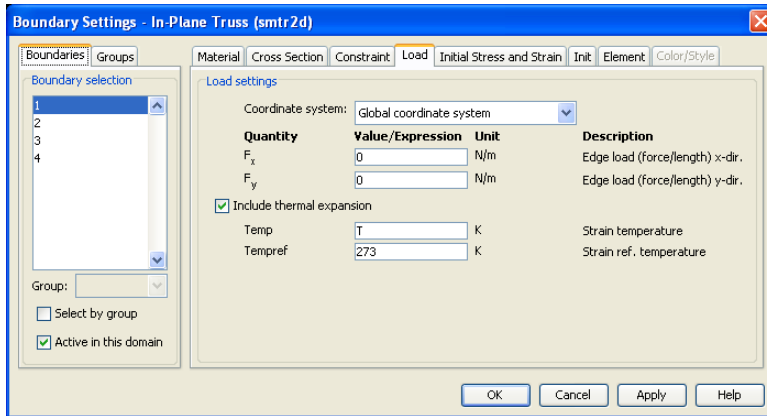 Boundary Settings - In-Plane Truss (smtr2d)
Boundaries Groups
Material Cross Section Constraint Load Initial Stress and Strain Init Element Color/Style
Boundary selection
1
2
3
4
Group:
Select by group
Active in this domain
Load settings
Coordinate system: Global coordinate system
Quantity Value/Expression Unit Description
Fx 0 N/m Edge load (force/length) x-dir.
Fy 0 N/m Edge load (force/length) y-dir.
Include thermal expansion
Temp T K Strain temperature
Tempref 273 K Strain ref. temperature
OK Cancel Apply Help